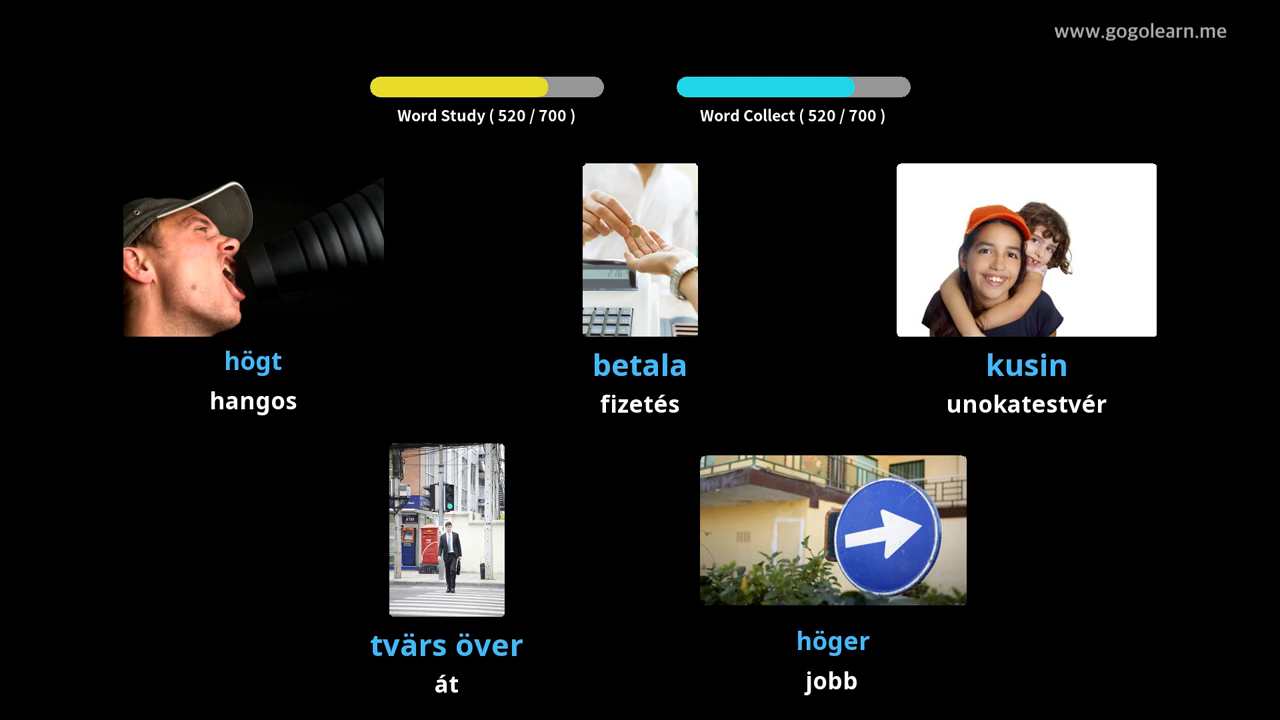 www.gogolearn.me
Word Study ( 520 / 700 )
Word Collect ( 520 / 700 )
högt
hangos
betala
fizetés
kusin
unokatestvér
tvärs över
át
höger
jobb